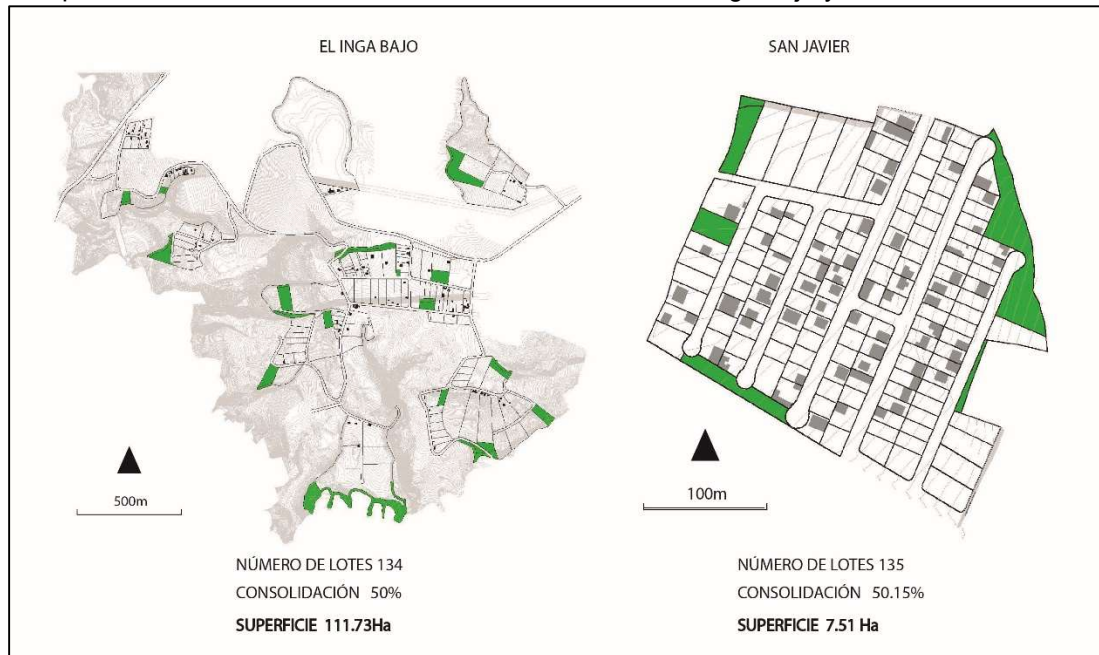 EL INGA BAJO
SAN JAVIER
500m
100m
NÚMERO DE LOTES 134
CONSOLIDACIÓN 50%
SUPERFICIE 111.73Ha
NÚMERO DE LOTES 135
CONSOLIDACIÓN 50.15%
SUPERFICIE 7.51 Ha